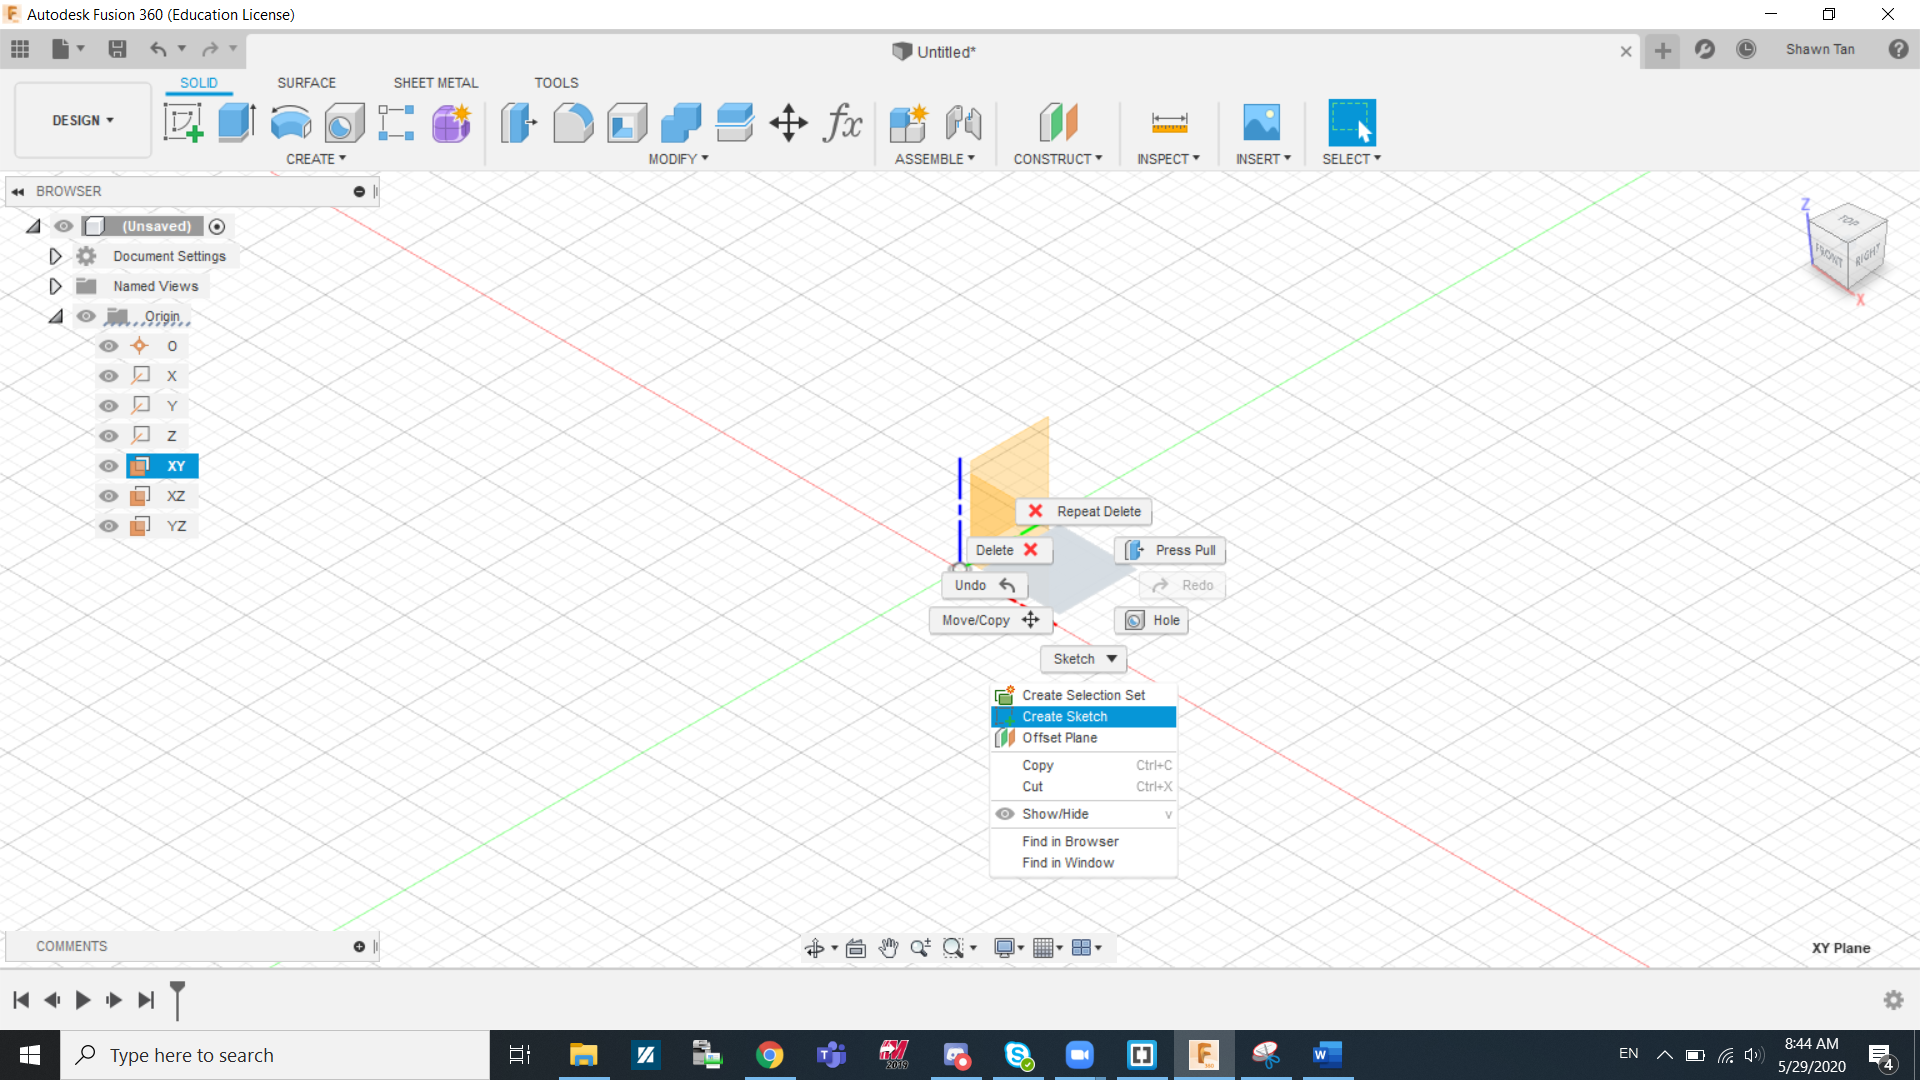 Autodesk Fusion 360 (Education License)
Untitled*
Shawn Tan
SOLID SURFACE SHEET METAL TOOLS
DESIGN
fx
CREATE MODIFY ASSEMBLE CONSTRUCT INSPECT INSERT SELECT
BROWSER
(Unsaved)
Document Settings
Named Views
Origin
O
X
Y
Z
XY
XZ
YZ
Z
TOP
FRONT
RIGHT
X
Repeat Delete
Delete
Press Pull
Undo
Redo
Move/Copy
Hole
Sketch
Create Selection Set
Create Sketch
Offset Plane
Copy Ctrl+C
Cut Ctrl+X
Show/Hide v
Find in Browser
Find in Window
COMMENTS
XY Plane
Type here to search
2019
EN
8:44 AM
5/29/2020
4